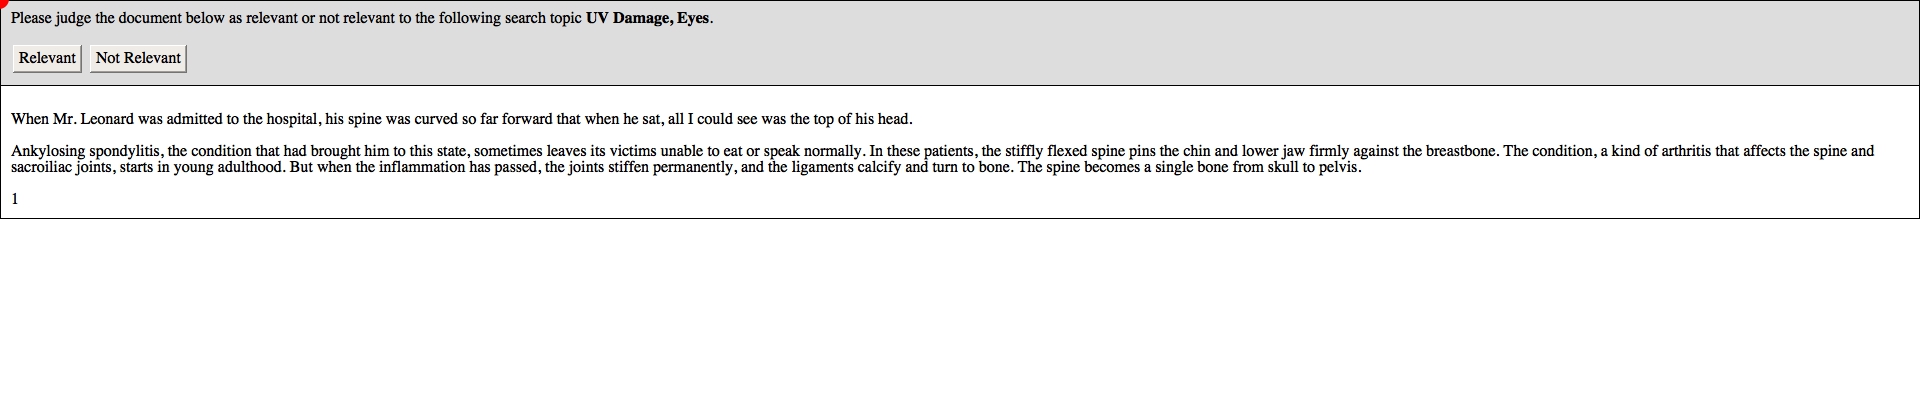 Please judge the document below as relevant or not relevant to the following search topic UV Damage, Eyes.
Relevant Not Relevant
When Mr. Leonard was admitted to the hospital, his spine was curved so far forward that when he sat, all I could see was the top of his head.
Ankylosing spondylitis, the condition that had brought him to this state, sometimes leaves its victims unable to eat or speak normally. In these patients, the stiffly flexed spine pins the chin and lower jaw firmly against the breastbone. The condition, a kind of arthritis that affects the spine and
sacroiliac joints, starts in young adulthood. But when the inflammation has passed, the joints stiffen permanently, and the ligaments calcify and turn to bone. The spine becomes a single bone from skull to pelvis.
1